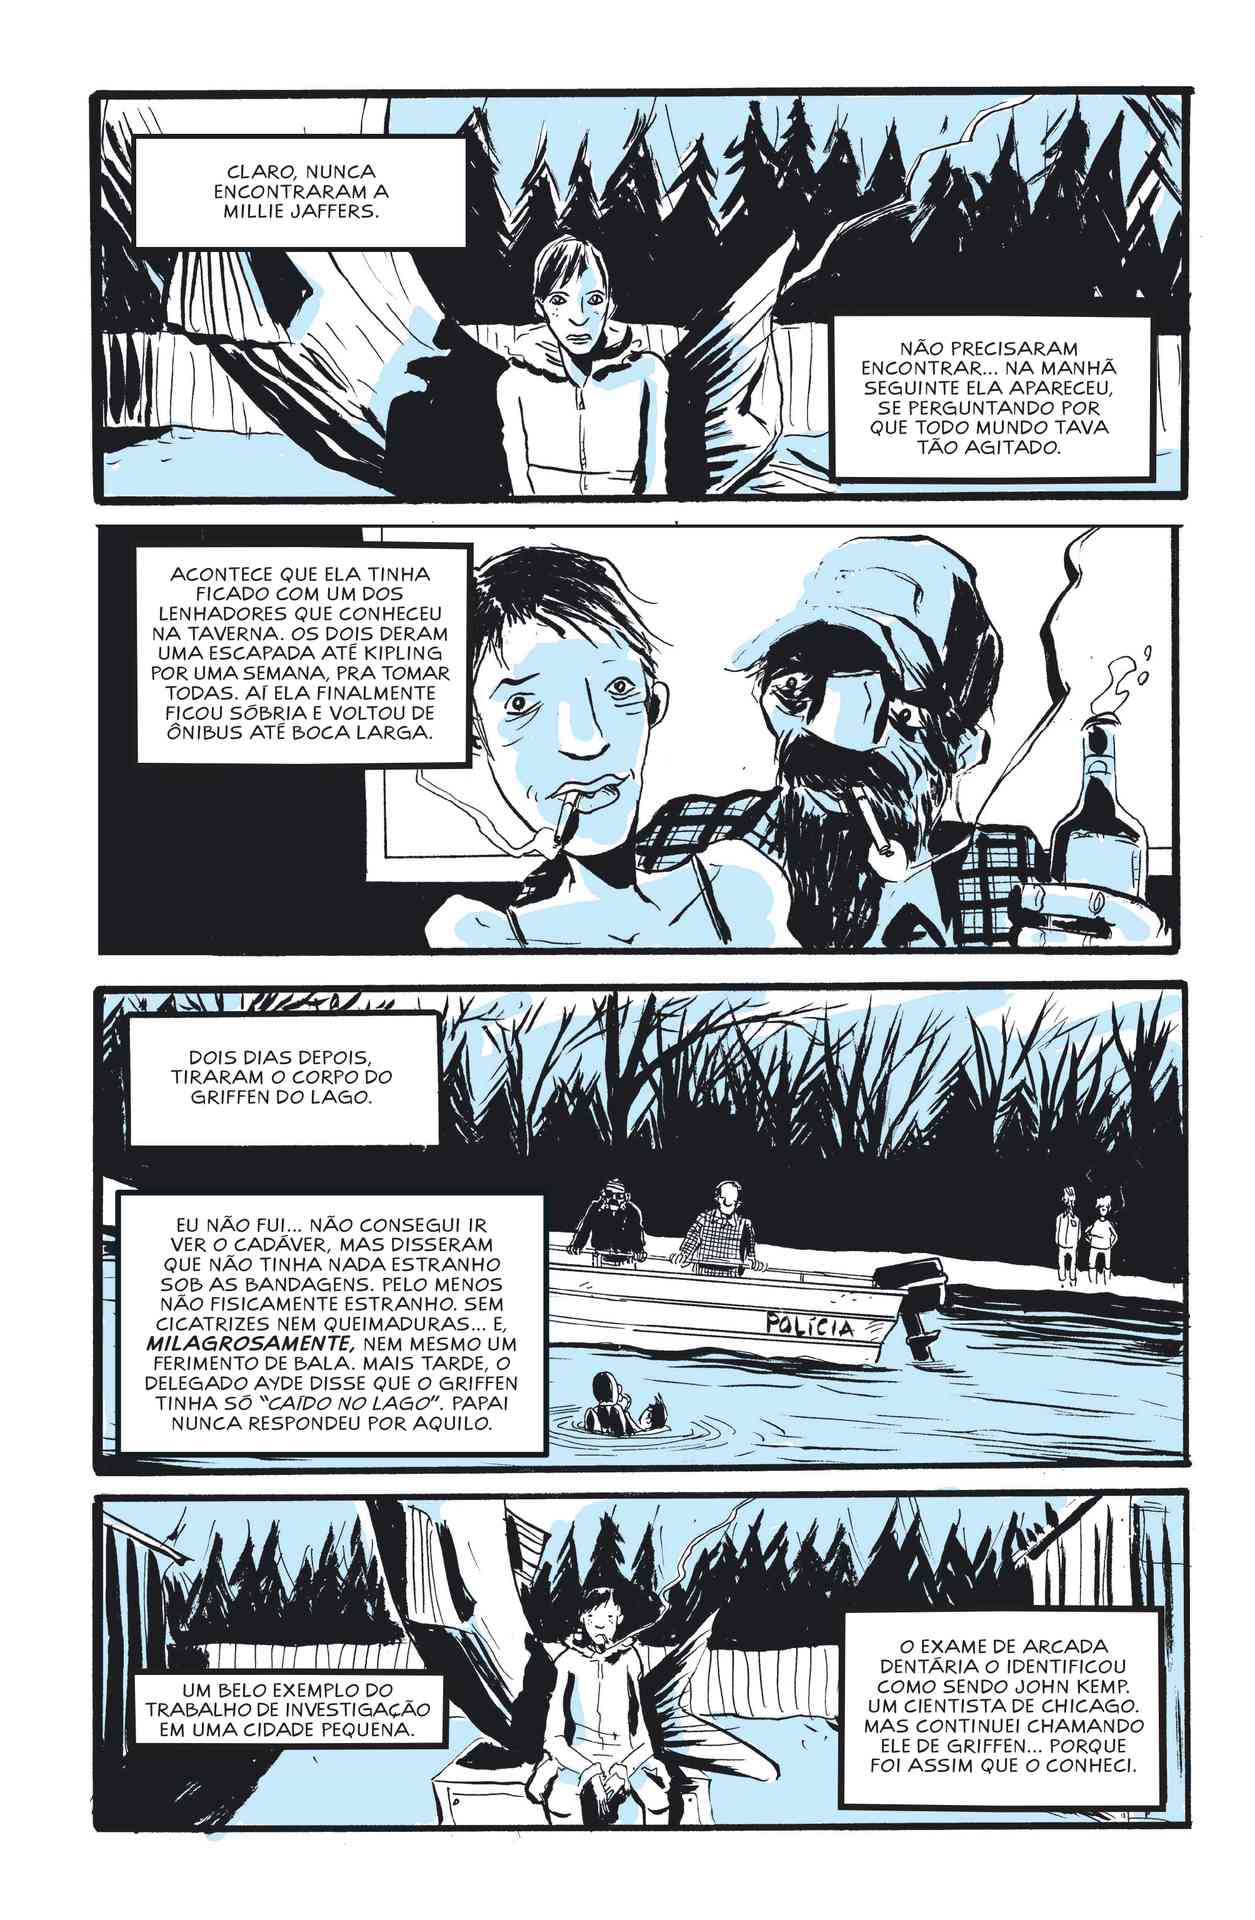 CLARO, NUNCA
ENCONTRARAM A
MILLIE JAFFERS.
NÃO PRECISARAM
ENCONTRAR... NA MANHÃ
SEGUINTE ELA APARECEU,
SE PERGUNTANDO POR
QUE TODO MUNDO TAVA
TÃO AGITADO.
ACONTECE QUE ELA TINHA
FICADO COM UM DOS
LENHADORES QUE CONHECEU
NA TAVERNA. OS DOIS DERAM
UMA ESCAPADA ATÉ KIPLING
POR UMA SEMANA, PRA TOMAR
TODAS. AÍ ELA FINALMENTE
FICOU SÓBRIA E VOLTOU DE
ÔNIBUS ATÉ BOCA LARGA.
DOIS DIAS DEPOIS,
TIRARAM O CORPO DO
GRIFFEN DO LAGO.
EU NÃO FUI... NÃO CONSEGUI IR
VER O CADÁVER, MAS DISSERAM
QUE NÃO TINHA NADA ESTRANHO
SOB AS BANDAGENS. PELO MENOS
NÃO FISICAMENTE ESTRANHO. SEM
CICATRIZES NEM QUEIMADURAS... E,
MILAGROSAMENTE, NEM MESMO UM
FERIMENTO DE BALA. MAIS TARDE, O
DELEGADO AYDE DISSE QUE O GRIFFEN
TINHA SÓ “CAÍDO NO LAGO”. PAPAI
NUNCA RESPONDEU POR AQUILO.
POLÍCIA
UM BELO EXEMPLO DO
TRABALHO DE INVESTIGAÇÃO
EM UMA CIDADE PEQUENA.
O EXAME DE ARCADA
DENTÁRIA O IDENTIFICOU
COMO SENDO JOHN KEMP.
UM CIENTISTA DE CHICAGO.
MAS CONTINUEI CHAMANDO
ELE DE GRIFFEN... PORQUE
FOI ASSIM QUE O CONHECI.